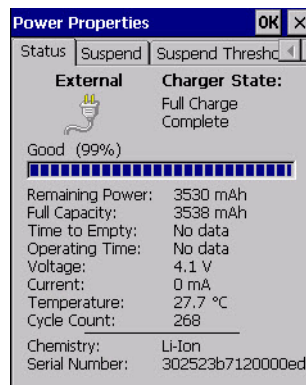 Power Properties OK ×
Status Suspend Suspend Thresho
External Charger State:
Full Charge
Complete
Good (99%)
Remaining Power: 3530 mAh
Full Capacity: 3538 mAh
Time to Empty: No data
Operating Time: No data
Voltage: 4.1 V
Current: 0 mA
Temperature: 27.7 °C
Cycle Count: 268
Chemistry: Li-Ion
Serial Number: 302523b7120000ed